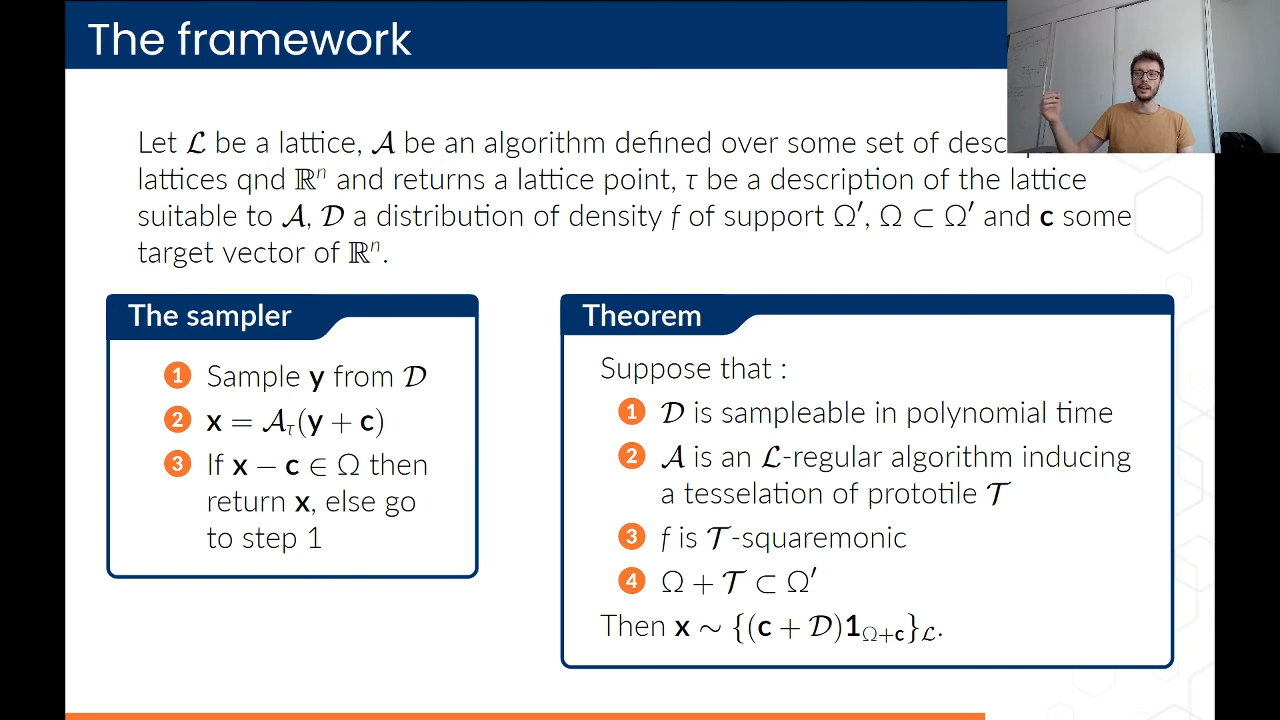 The framework
Let ℒ be a lattice, 𝒜 be an algorithm defined over some set of
lattices qnd ℝⁿ and returns a lattice point, τ be a description of the lattice
suitable to 𝒜, 𝒟 a distribution of density f of support Ω′, Ω ⊂ Ω′ and c some
target vector of ℝⁿ.
The sampler
1 Sample y from 𝒟
2 x = 𝒜τ(y + c)
3 If x − c ∈ Ω then
return x, else go
to step 1
Theorem
Suppose that :
1 𝒟 is sampleable in polynomial time
2 𝒜 is an ℒ-regular algorithm inducing
a tesselation of prototile 𝒯
3 f is 𝒯-squaremonic
4 Ω + 𝒯 ⊂ Ω′
Then x ∼ {(c + 𝒟)1Ω+c}ℒ.